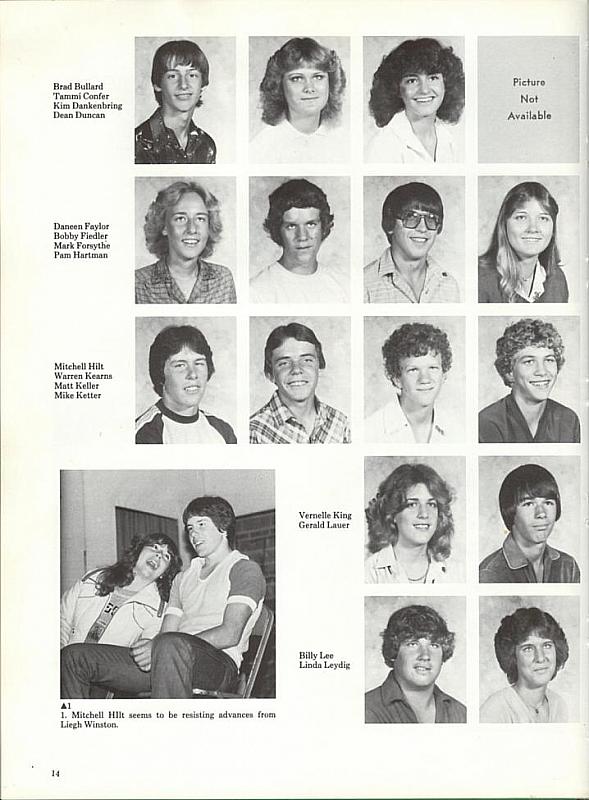 Brad Bullard
Tammi Confer
Kim Dankenbring
Dean Duncan
Picture
Not
Available
Daneen Faylor
Bobby Fiedler
Mark Forsythe
Pam Hartman
Mitchell Hilt
Warren Kearns
Matt Keller
Mike Ketter
Vernelle King
Gerald Lauer
Billy Lee
Linda Leydig
▲1
1. Mitchell HIlt seems to be resisting advances from
Liegh Winston.
14